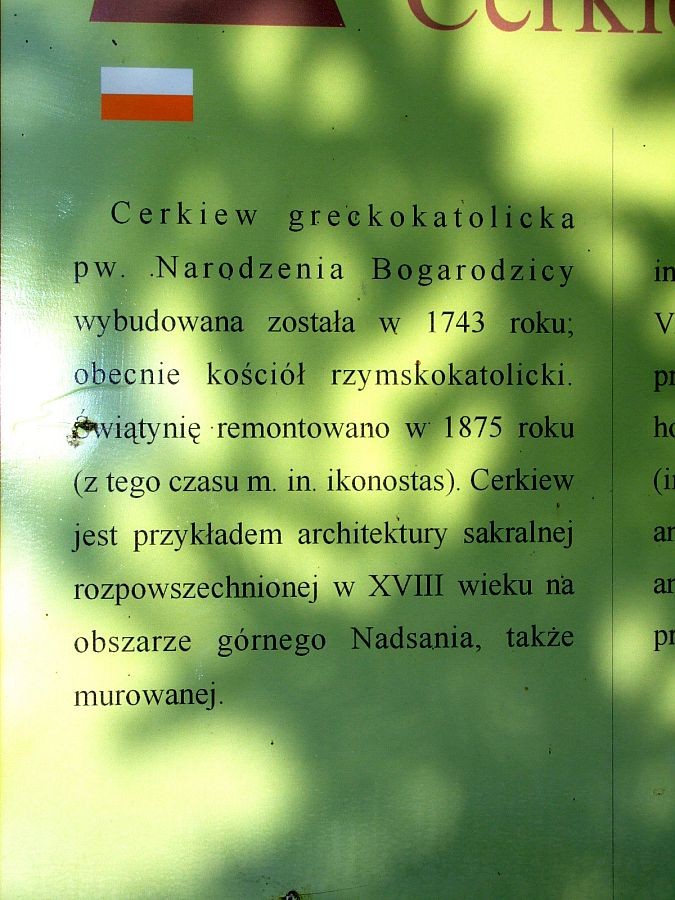 Cerkiew greckokatolicka
pw. Narodzenia Bogarodzicy
wybudowana została w 1743 roku;
obecnie kościół rzymskokatolicki.
Świątynię remontowano w 1875 roku
(z tego czasu m. in. ikonostas). Cerkiew
jest przykładem architektury sakralnej
rozpowszechnionej w XVIII wieku na
obszarze górnego Nadsania, także
murowanej.